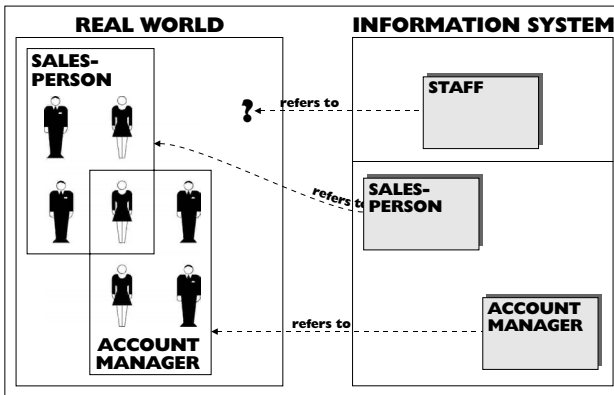 REAL WORLD
INFORMATION SYSTEM
SALES-
PERSON
STAFF
?
refers to
refers to
SALES-
PERSON
refers to
ACCOUNT
MANAGER
ACCOUNT
MANAGER